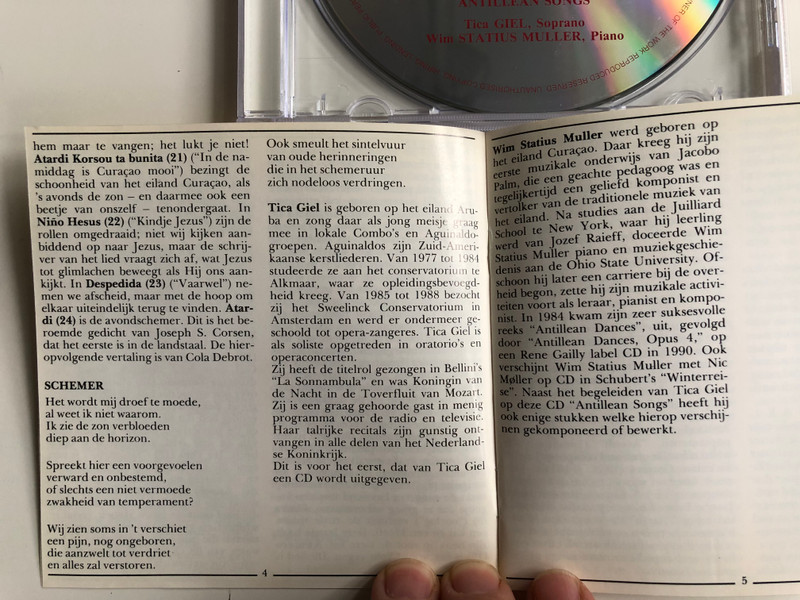 ANTILLEAN SONGS
Tica GIEL, Soprano
Wim STATIUS MULLER, Piano
NER OF THE WORK REPRODUCED RESERVED. UNAUTHORISED
hem maar te vangen; het lukt je niet!
Atardi Korsou ta bunita (21) (“In de na-
middag is Curaçao mooi”) bezingt de
schoonheid van het eiland Curaçao, als
’s avonds de zon – en daarmee ook een
beetje van onszelf – tenondergaat. In
Niño Hesus (22) (“Kindje Jezus”) zijn de
rollen omgedraaid; niet wij kijken aan-
biddend op naar Jezus, maar de schrij-
ver van het lied vraagt zich af, wat Jezus
tot glimlachen beweegt als Hij ons aan-
kijkt. In Despedida (23) (“Vaarwel”) ne-
men we afscheid, maar met de hoop om
elkaar uiteindelijk terug te vinden. Atar-
di (24) is de avondschemer. Dit is het be-
roemde gedicht van Joseph S. Corsen,
dat het eerste is in de landstaal. De hier-
opvolgende vertaling is van Cola Debrot.
SCHEMER
Het wordt mij droef te moede,
al weet ik niet waarom.
Ik zie de zon verbloeden
diep aan de horizon.
Spreekt hier een voorgevoelen
verward en onbestemd,
of slechts een niet vermoede
zwakheid van temperament?
Wij zien soms in ’t verschiet
een pijn, nog ongeboren,
die aanzwelt tot verdriet
en alles zal verstoren.
Ook smeult het sintelvuur
van oude herinneringen
die in het schemeruur
zich nodeloos verdringen.
Tica Giel is geboren op het eiland Aru-
ba en zong daar als jong meisje graag
mee in lokale Combo’s en Aguinaldo-
groepen. Aguinaldos zijn Zuid-Ameri-
kaanse kerstliederen. Van 1977 tot 1984
studeerde ze aan het conservatorium te
Alkmaar, waar ze opleidingsbevoegd-
heid kreeg. Van 1985 tot 1988 bezocht
zij het Sweelinck Conservatorium in
Amsterdam en werd er ondermeer ge-
schoold tot opera-zangeres. Tica Giel is
als soliste opgetreden in oratorio’s en
operaconcerten.
Zij heeft de titelrol gezongen in Bellini’s
“La Sonnambula” en was Koningin van
de Nacht in de Toverfluit van Mozart.
Zij is een graag gehoorde gast in menig
programma voor de radio en televisie.
Haar talrijke recitals zijn gunstig ont-
vangen in alle delen van het Nederland-
se Koninkrijk.
Dit is voor het eerst, dat van Tica Giel
een CD wordt uitgegeven.
4
Wim Statius Muller werd geboren op
het eiland Curaçao. Daar kreeg hij zijn
eerste muzikale onderwijs van Jacobo
Palm, die een geachte pedagoog was en
tegelijkertijd een geliefd komponist en
vertolker van de traditionele muziek van
het eiland. Na studies aan de Juilliard
School te New York, waar hij leerling
werd van Jozef Raieff, doceerde Wim
Statius Muller piano en muziekgeschie-
denis aan de Ohio State University. Of-
schoon hij later een carriere bij de over-
heid begon, zette hij zijn muzikale activi-
teiten voort als leraar, pianist en kompo-
nist. In 1984 kwam zijn zeer suksesvolle
reeks “Antillean Dances”, uit, gevolgd
door “Antillean Dances, Opus 4,” op
een Rene Gailly label CD in 1990. Ook
verschijnt Wim Statius Muller met Nic
Møller op CD in Schubert’s “Winterrei-
se”. Naast het begeleiden van Tica Giel
op deze CD “Antillean Songs” heeft hij
ook enige stukken welke hierop verschij-
nen gekomponeerd of bewerkt.
5